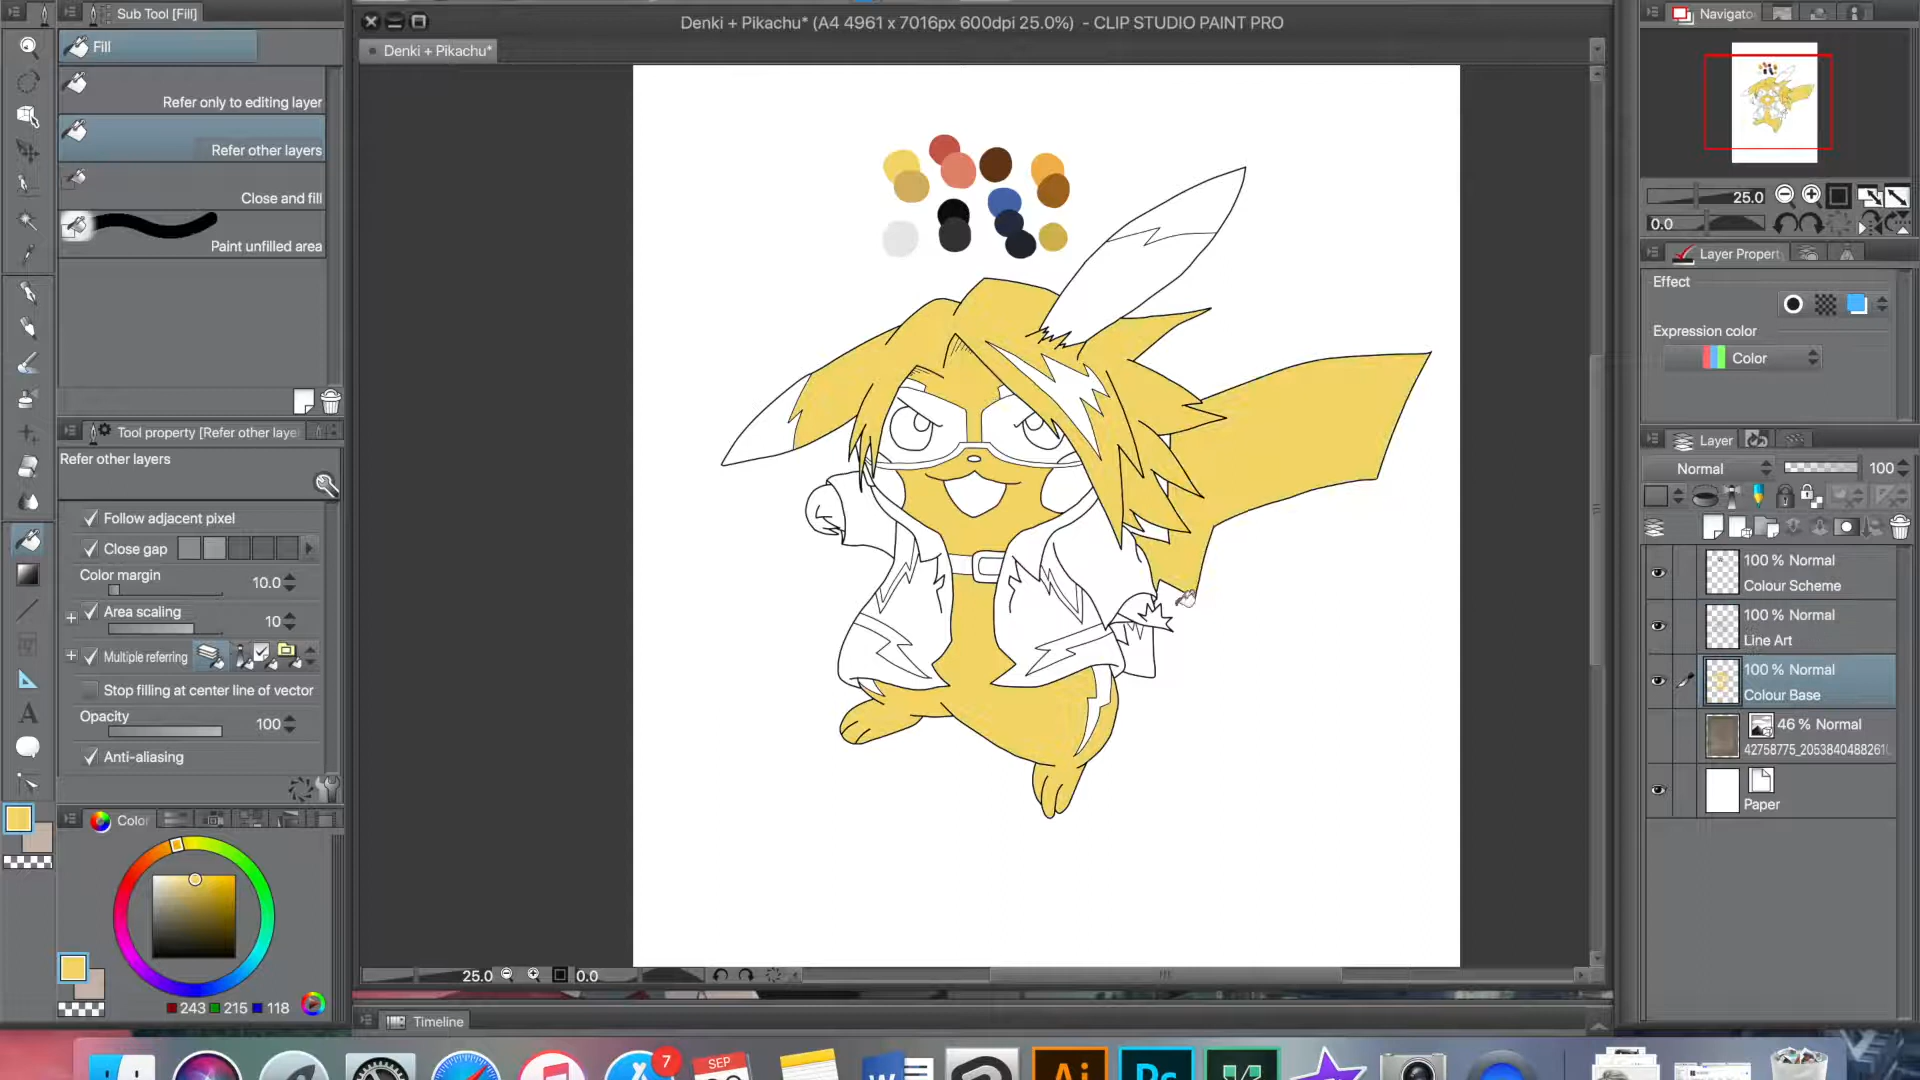 Sub Tool [Fill]
Fill
Refer only to editing layer
Refer other layers
Close and fill
Paint unfilled area
Tool property [Refer other laye
Refer other layers
Follow adjacent pixel
Close gap
Color margin
10.0
Area scaling
10
Multiple referring
Stop filling at center line of vector
Opacity
100
Anti-aliasing
Color
243 215 118
Denki + Pikachu* (A4 4961 x 7016px 600dpi 25.0%) - CLIP STUDIO PAINT PRO
Denki + Pikachu*
25.0
0.0
Timeline
Navigato
25.0
0.0
Layer Propert
Effect
Expression color
Color
Layer
Normal
100
100 % Normal
Colour Scheme
100 % Normal
Line Art
100 % Normal
Colour Base
46 % Normal
Paper
7
SEP
W
Ai
Ps